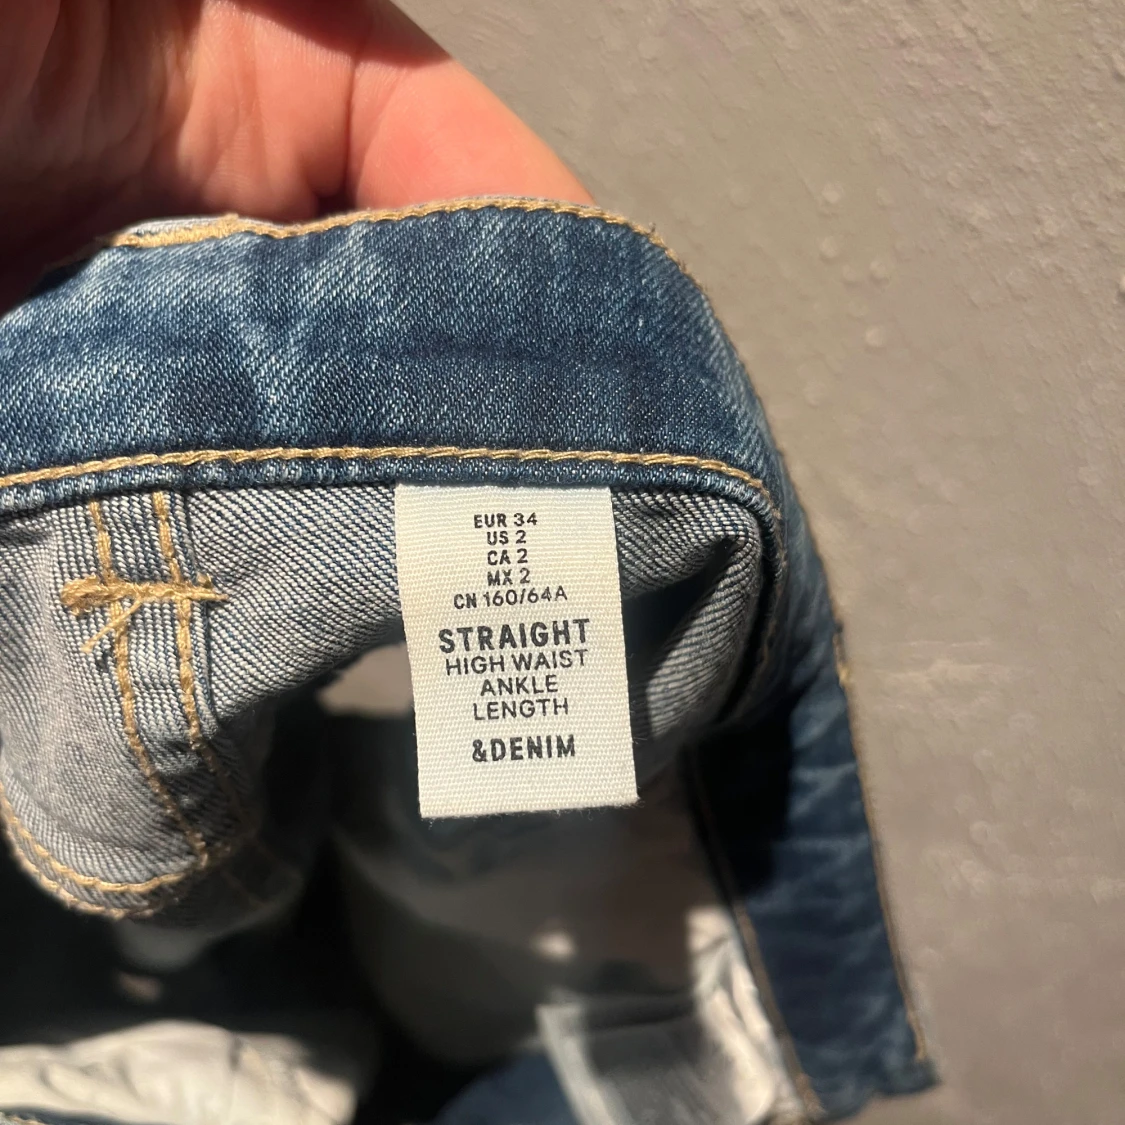 EUR 34
US 2
CA 2
MX 2
CN 160/64A
STRAIGHT
HIGH WAIST
ANKLE
LENGTH
&DENIM